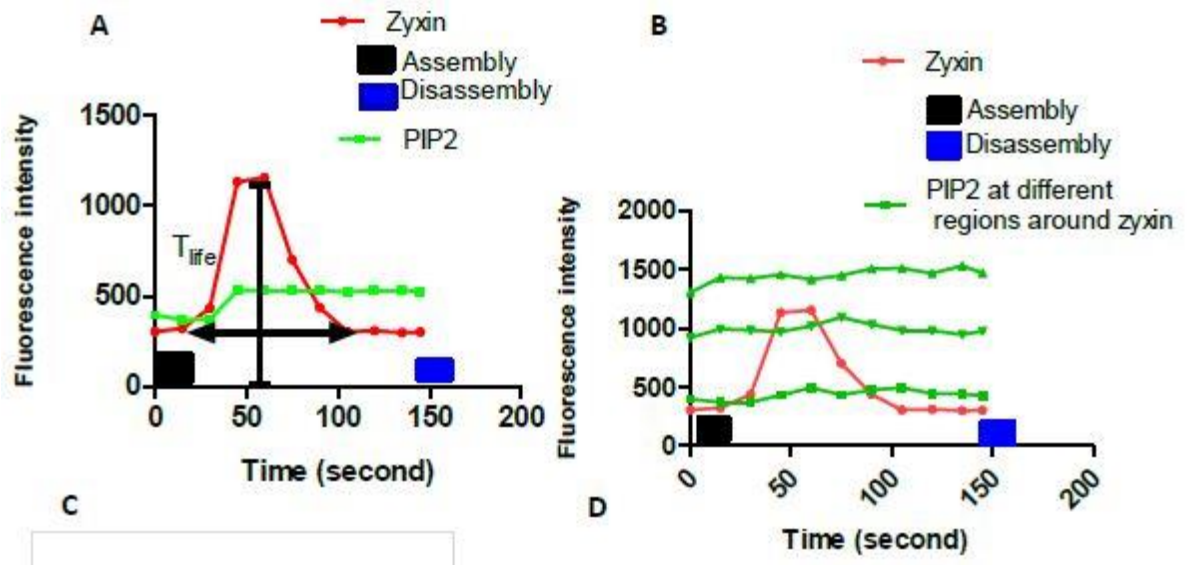 A
Zyxin
Assembly
Disassembly
PIP2
1500
1000
500
0
T life
0 50 100 150 200
Fluorescence intensity
Time (second)
B
Zyxin
Assembly
Disassembly
PIP2 at different
regions around zyxin
2000
1500
1000
500
0
0 50 100 150 200
Fluorescence intensity
Time (second)
C
D